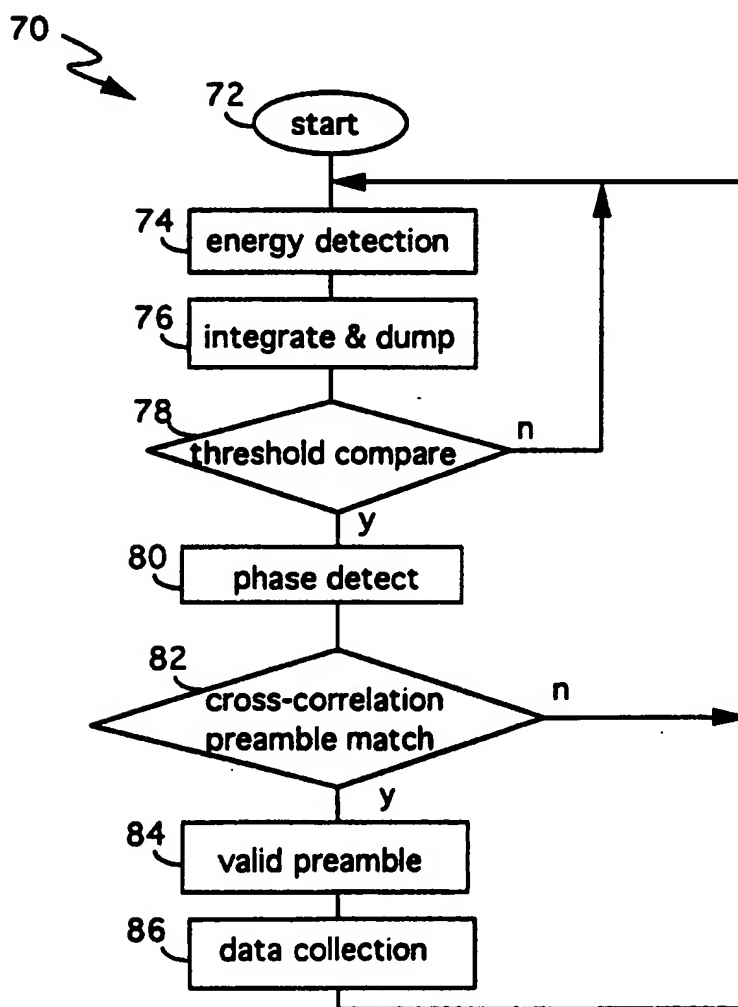 70
72
start
74
energy detection
76
integrate & dump
78
threshold compare
n
y
80
phase detect
82
cross-correlation
preamble match
n
y
84
valid preamble
86
data collection